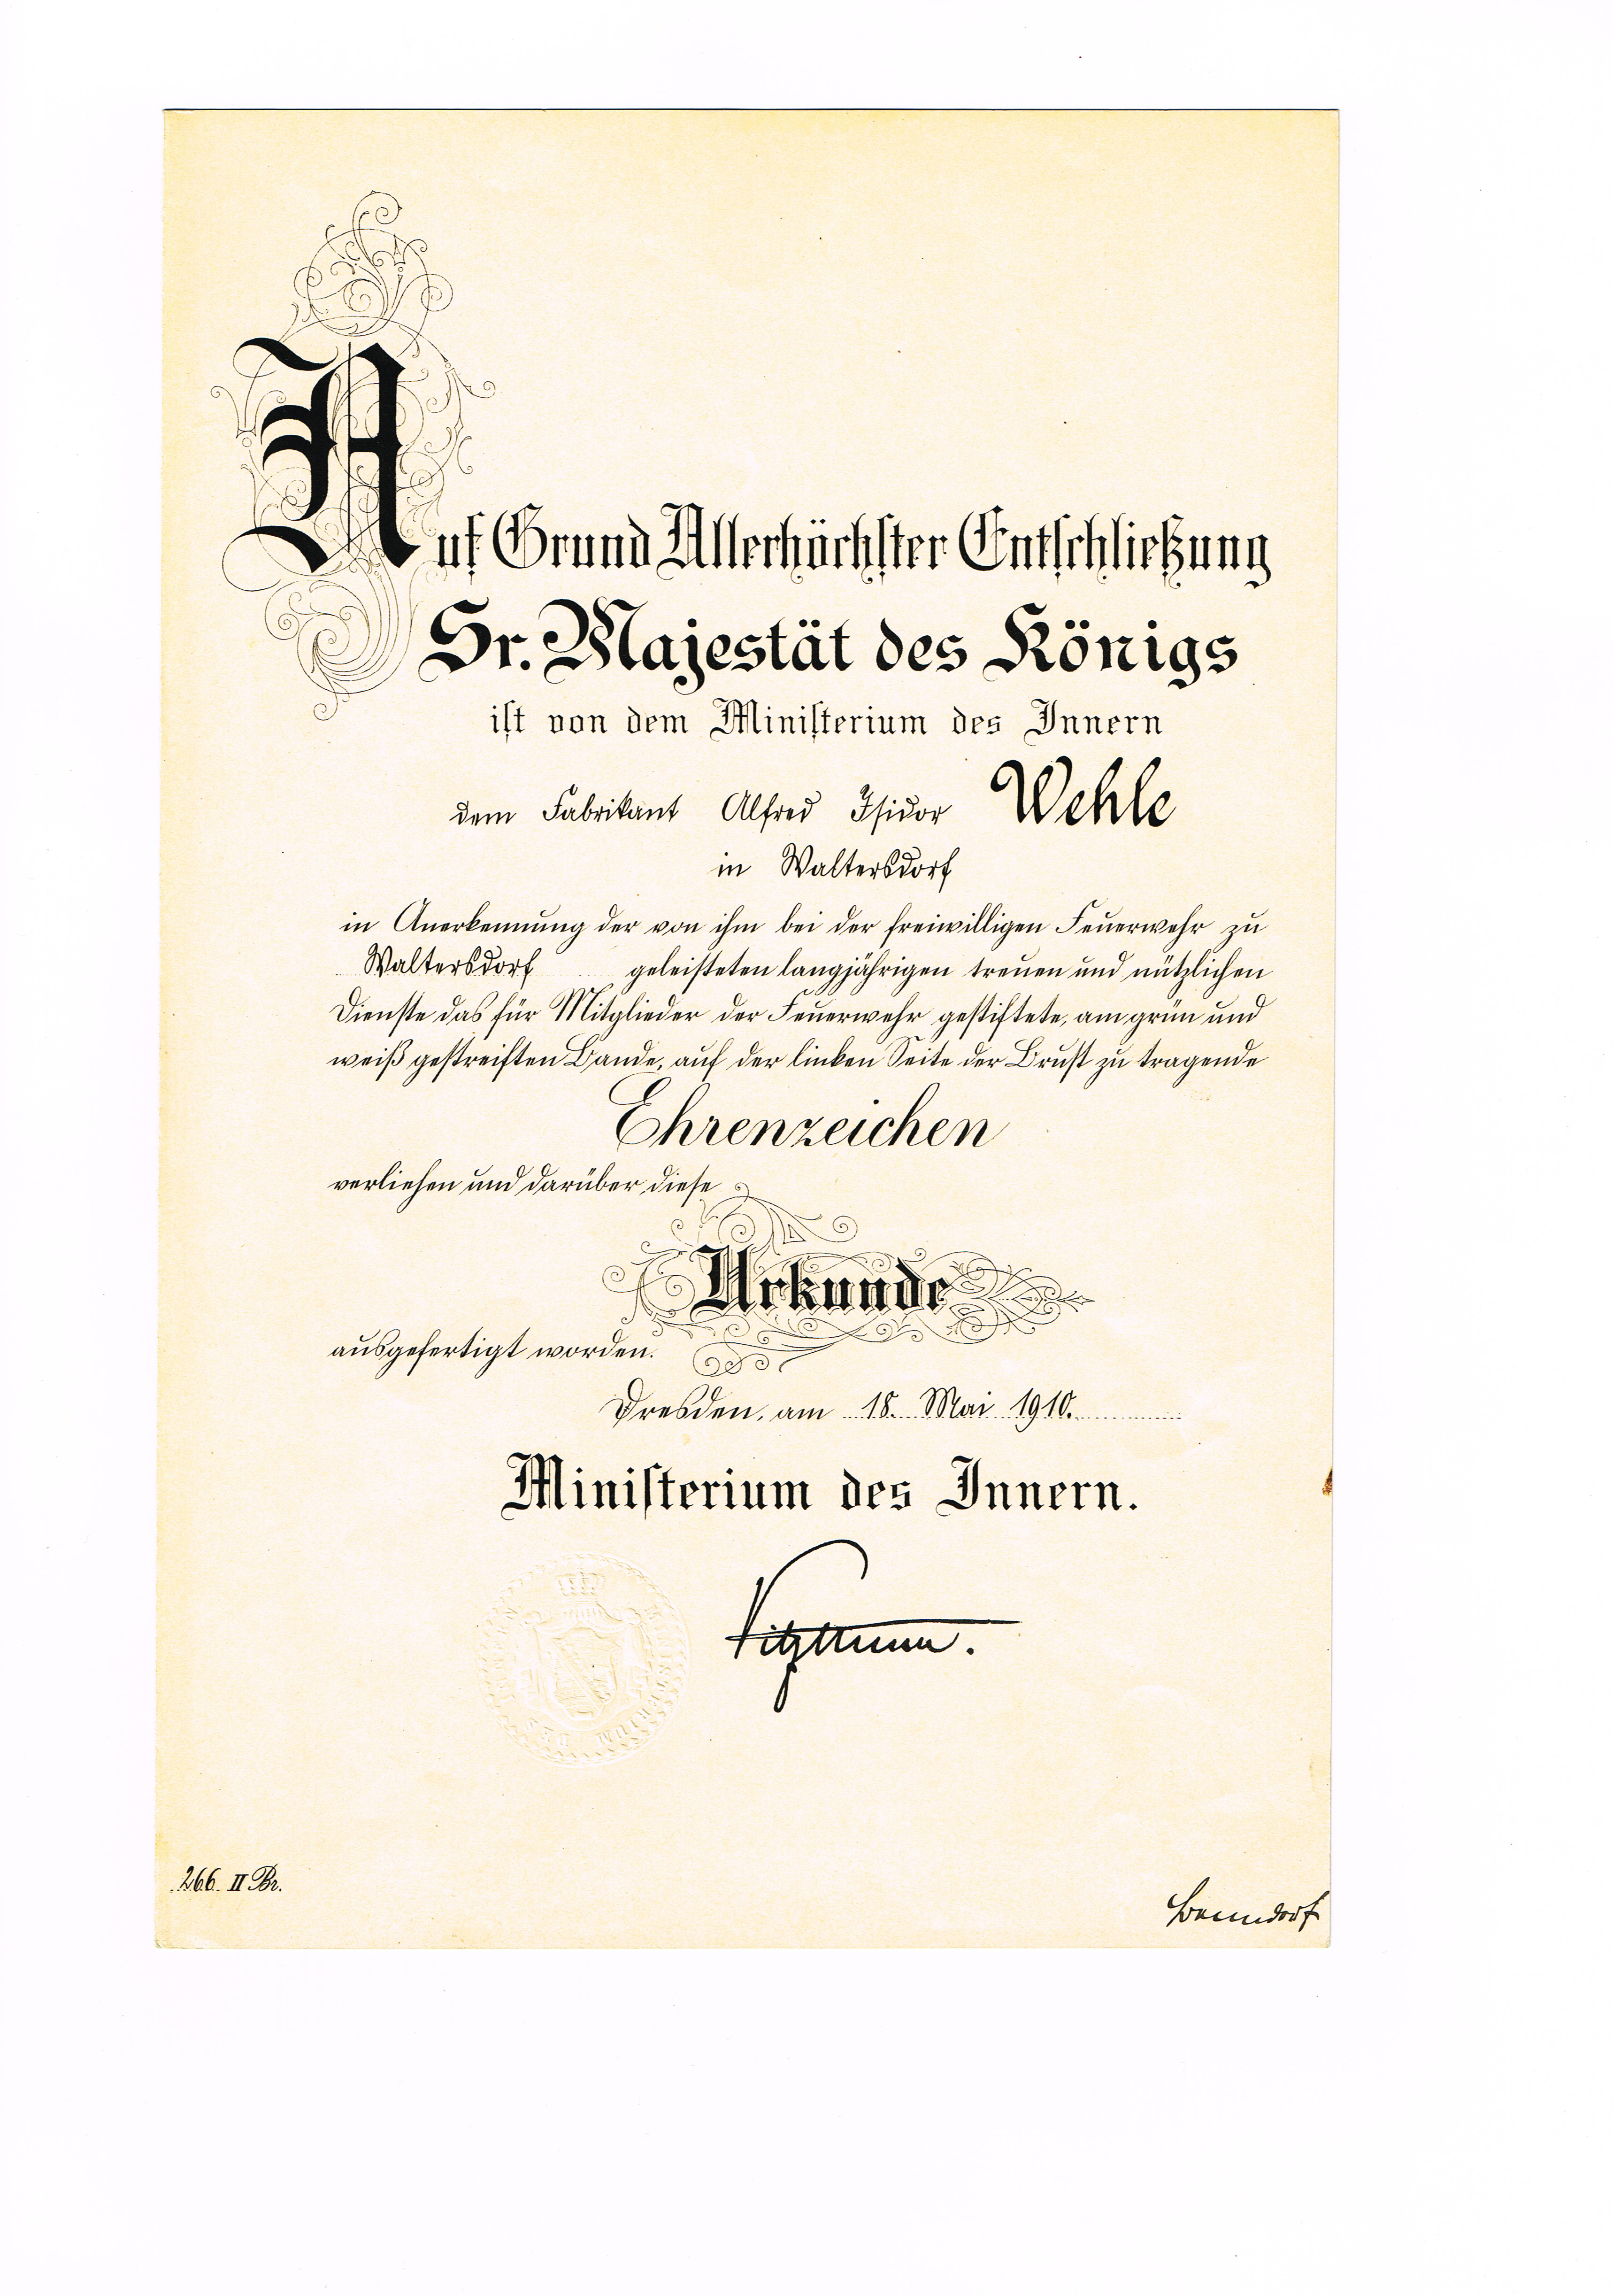 Auf Grund Allerhöchster Entschließung
Sr. Majestät des Königs
ist von dem Ministerium des Innern
dem Fabrikant Alfred Isidor Wehle
in Waltersdorf
in Anerkennung der von ihm bei der freiwilligen Feuerwehr zu
Waltersdorf geleisteten langjährigen treuen und nützlichen
Dienste das für Mitglieder der Feuerwehr gestiftete, am grün und
weiß gestreiften Bande, auf der linken Seite der Brust zu tragende
Ehrenzeichen
verliehen und darüber diese
Urkunde
ausgefertigt worden.
Dresden, am 18. Mai 1910.
Ministerium des Innern.
Vitzthum.
266. II Br.